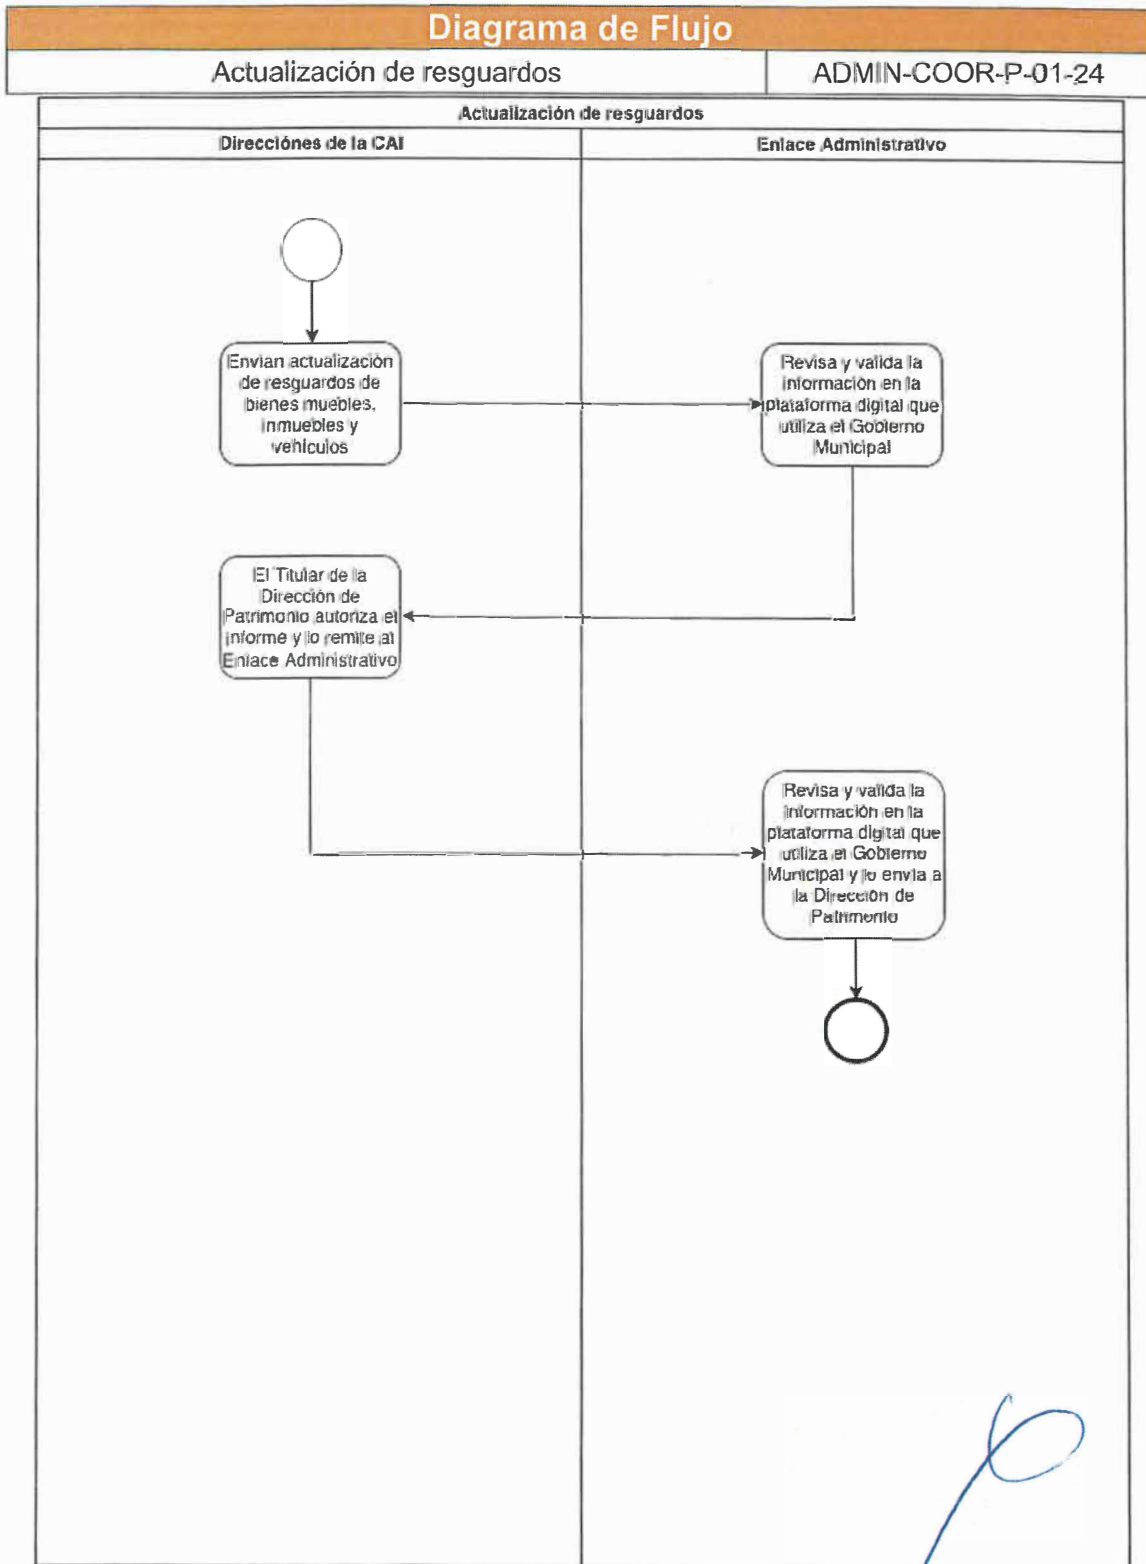 Diagrama de Flujo
Actualización de resguardos
ADMIN-COOR-P-01-24
Actualización de resguardos
Direcciónes de la CAI
Enlace Administrativo
Envian actualización
de resguardos de
bienes muebles,
inmuebles y
vehículos
Revisa y valida la
información en la
plataforma digital que
utiliza el Gobierno
Municipal
El Titular de la
Dirección de
Patrimonio autoriza el
informe y lo remite al
Enlace Administrativo
Revisa y valida la
información en la
plataforma digital que
utiliza el Gobierno
Municipal y lo envía a
la Dirección de
Patrimonio